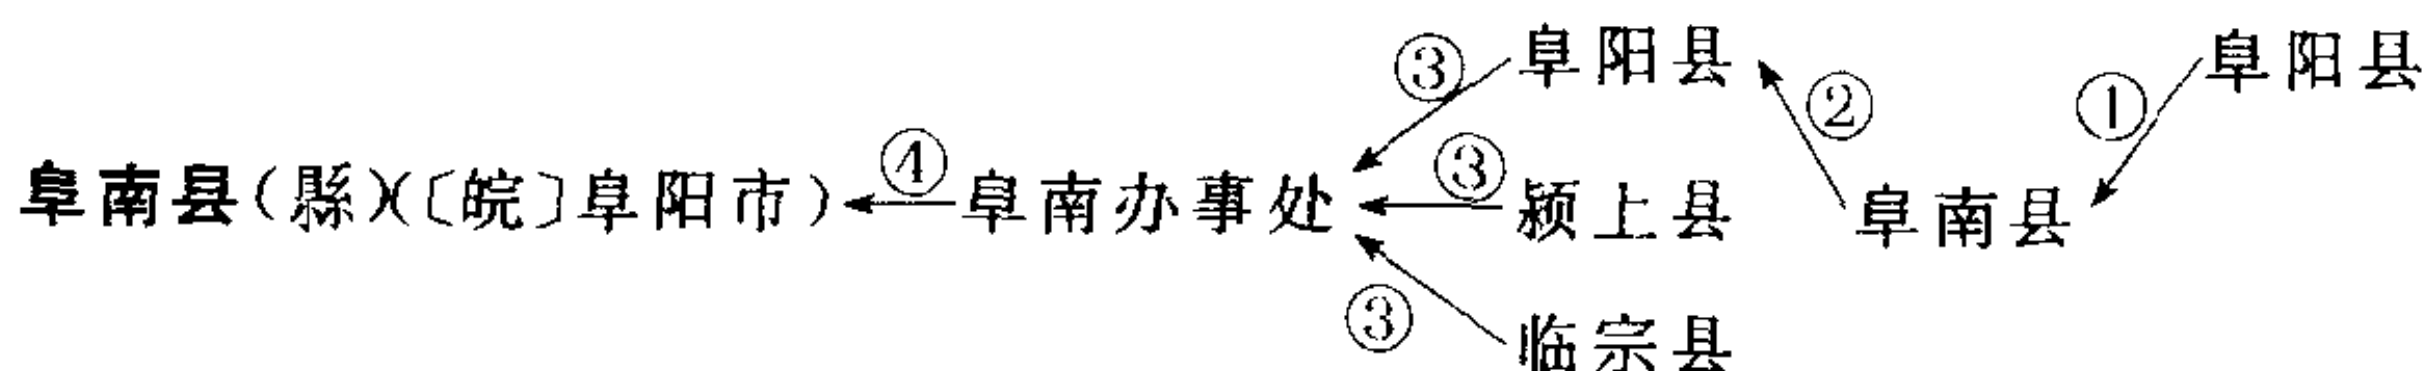 ③ 阜阳县 ② ① 阜阳县
阜南县(縣)(〔皖〕阜阳市) ④ 阜南办事处 ③ 颍上县 阜南县
③ 临宗县